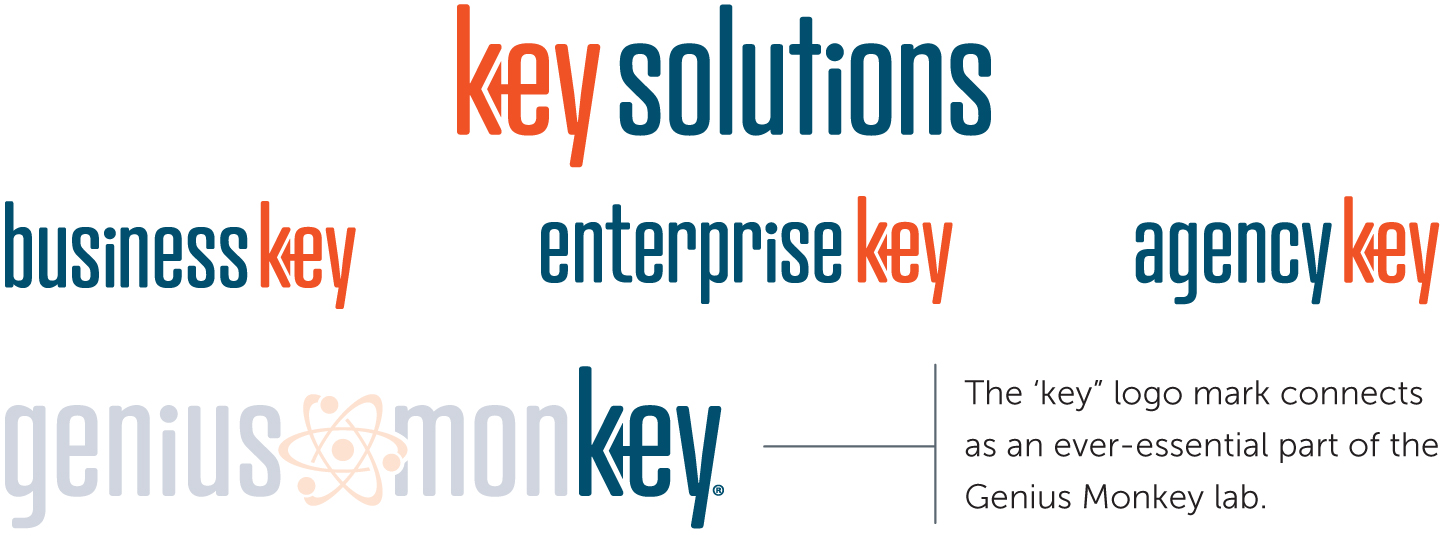 key solutions
business key
enterprise key
agency key
genius monkey®
The ‘key” logo mark connects
as an ever-essential part of the
Genius Monkey lab.